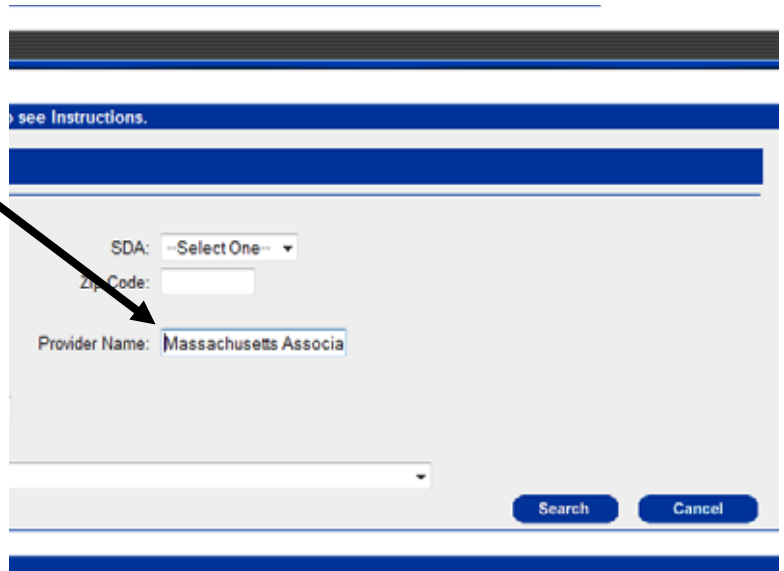 see Instructions.
SDA: --Select One--
Zip Code:
Provider Name: Massachusetts Associa
Search Cancel